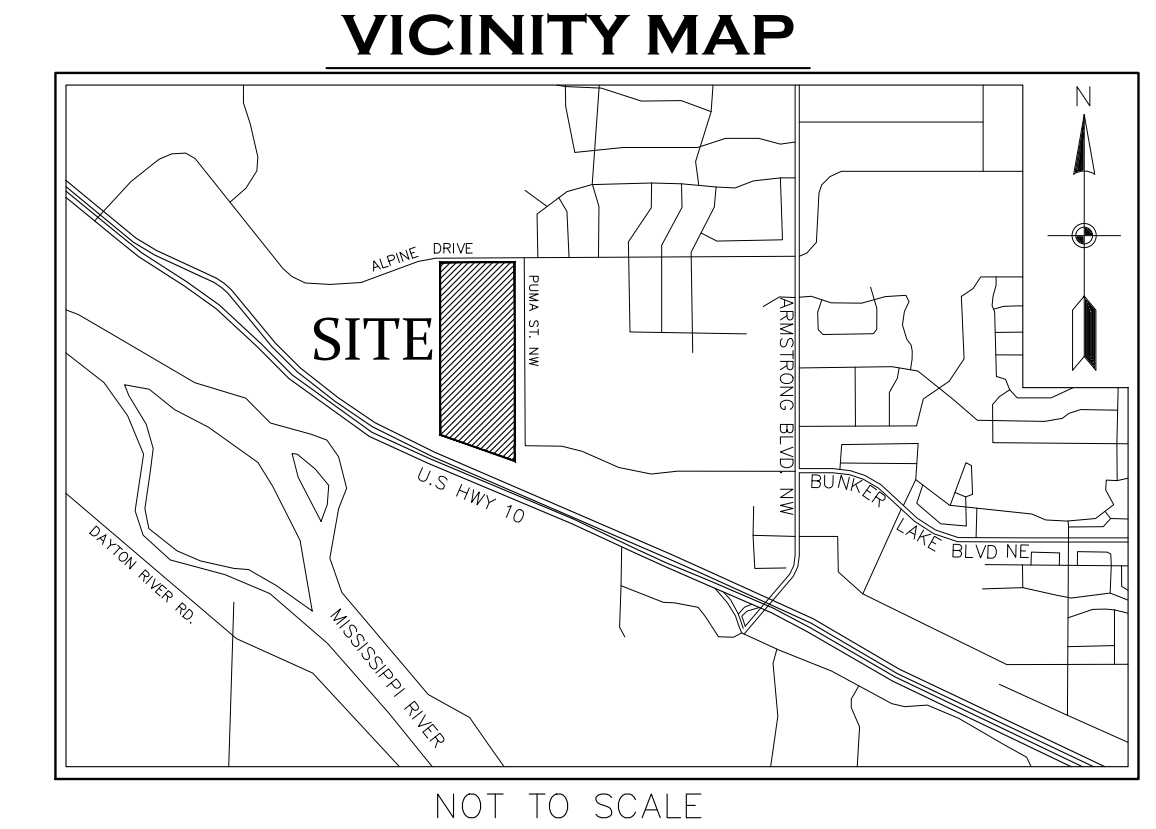 VICINITY MAP
N
ALPINE DRIVE
PUMA ST. NW
SITE
ARMSTRONG BLVD. NW
U.S HWY 10
BUNKER LAKE BLVD NE
DAYTON RIVER RD.
MISSISSIPPI RIVER
NOT TO SCALE